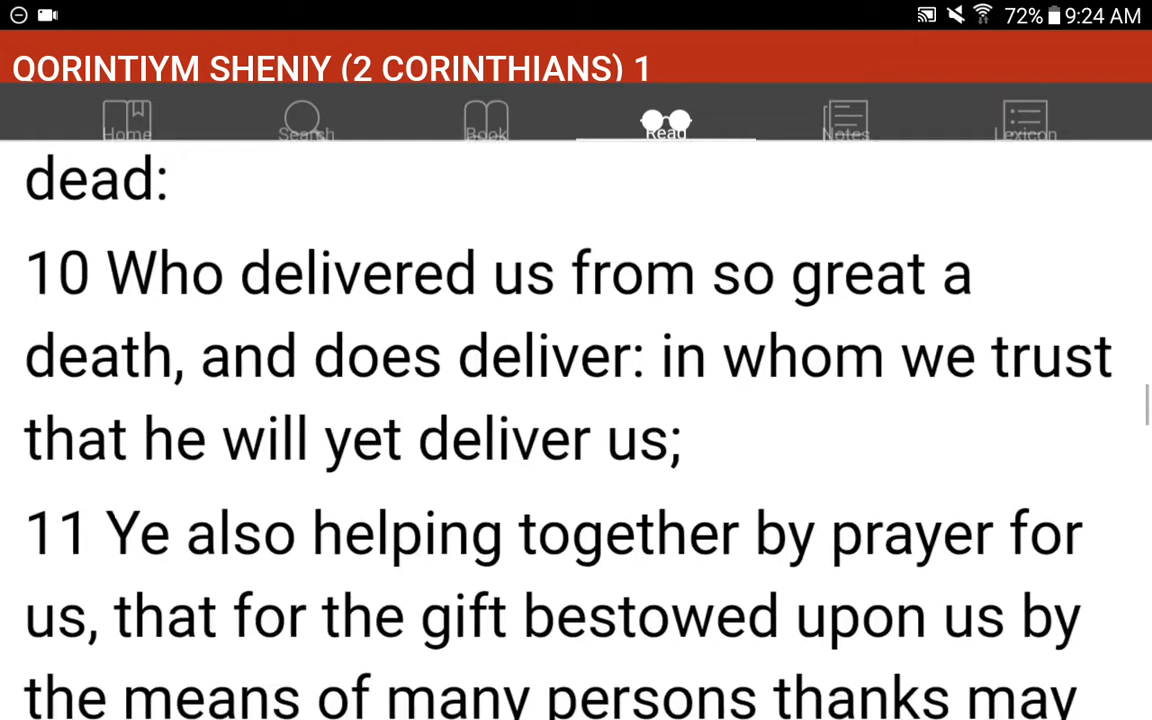 72% 9:24 AM
QORINTIYM SHENIY (2 CORINTHIANS) 1
Home Search Book Read Notes Lexicon
dead:
10 Who delivered us from so great a
death, and does deliver: in whom we trust
that he will yet deliver us;
11 Ye also helping together by prayer for
us, that for the gift bestowed upon us by
the means of many persons thanks may